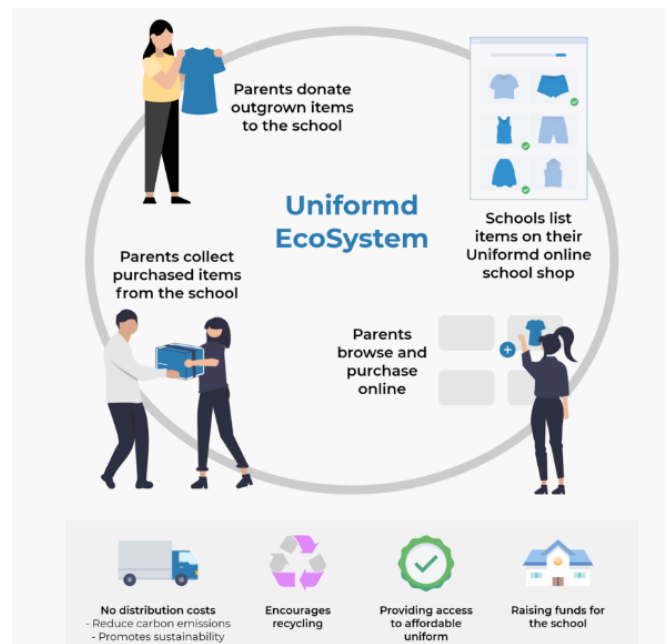 Parents donate
outgrown items
to the school
Uniformd
EcoSystem
Schools list
items on their
Uniformd online
school shop
Parents collect
purchased items
from the school
Parents
browse and
purchase
online
No distribution costs
- Reduce carbon emissions
- Promotes sustainability
Encourages
recycling
Providing access
to affordable
uniform
Raising funds for
the school